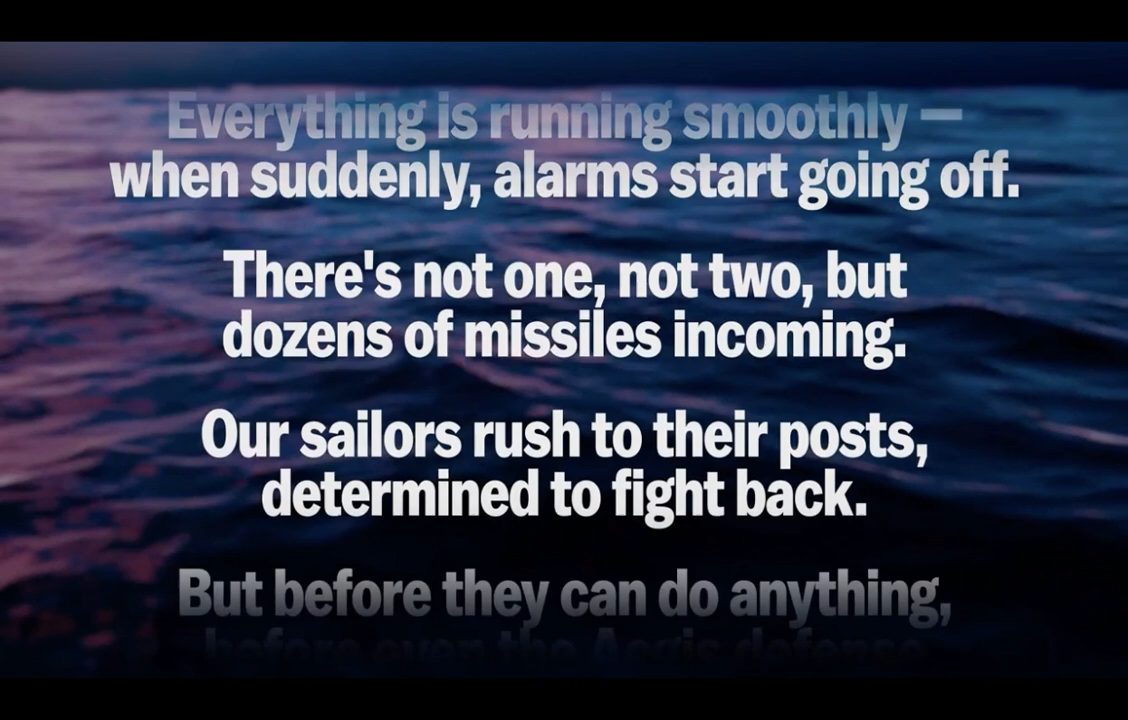 Everything is running smoothly —
when suddenly, alarms start going off.
There's not one, not two, but
dozens of missiles incoming.
Our sailors rush to their posts,
determined to fight back.
But before they can do anything,
before even the Aegis defense